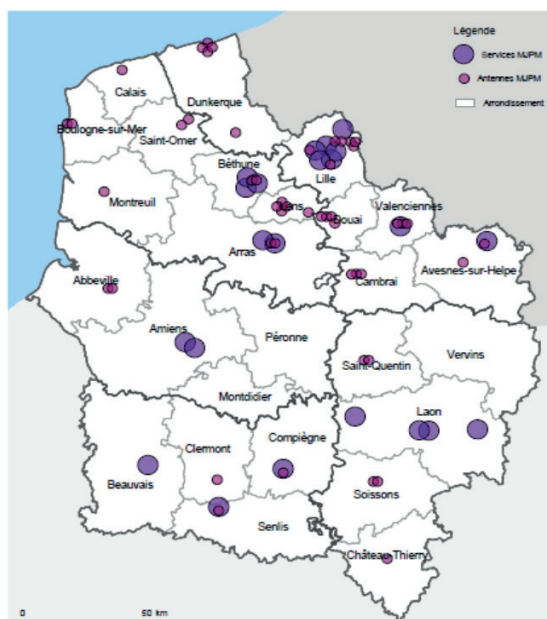 Légende
Services MJPM
Antennes MJPM
Arrondissement
Calais
Dunkerque
Boulogne-sur-Mer
Saint-Omer
Béthune
Lille
Montreuil
Lens
Douai
Valenciennes
Arras
Avesnes-sur-Helpe
Cambrai
Abbeville
Amiens
Péronne
Saint-Quentin
Vervins
Montdidier
Laon
Clermont
Compiègne
Beauvais
Soissons
Senlis
Château-Thierry
0 50 km